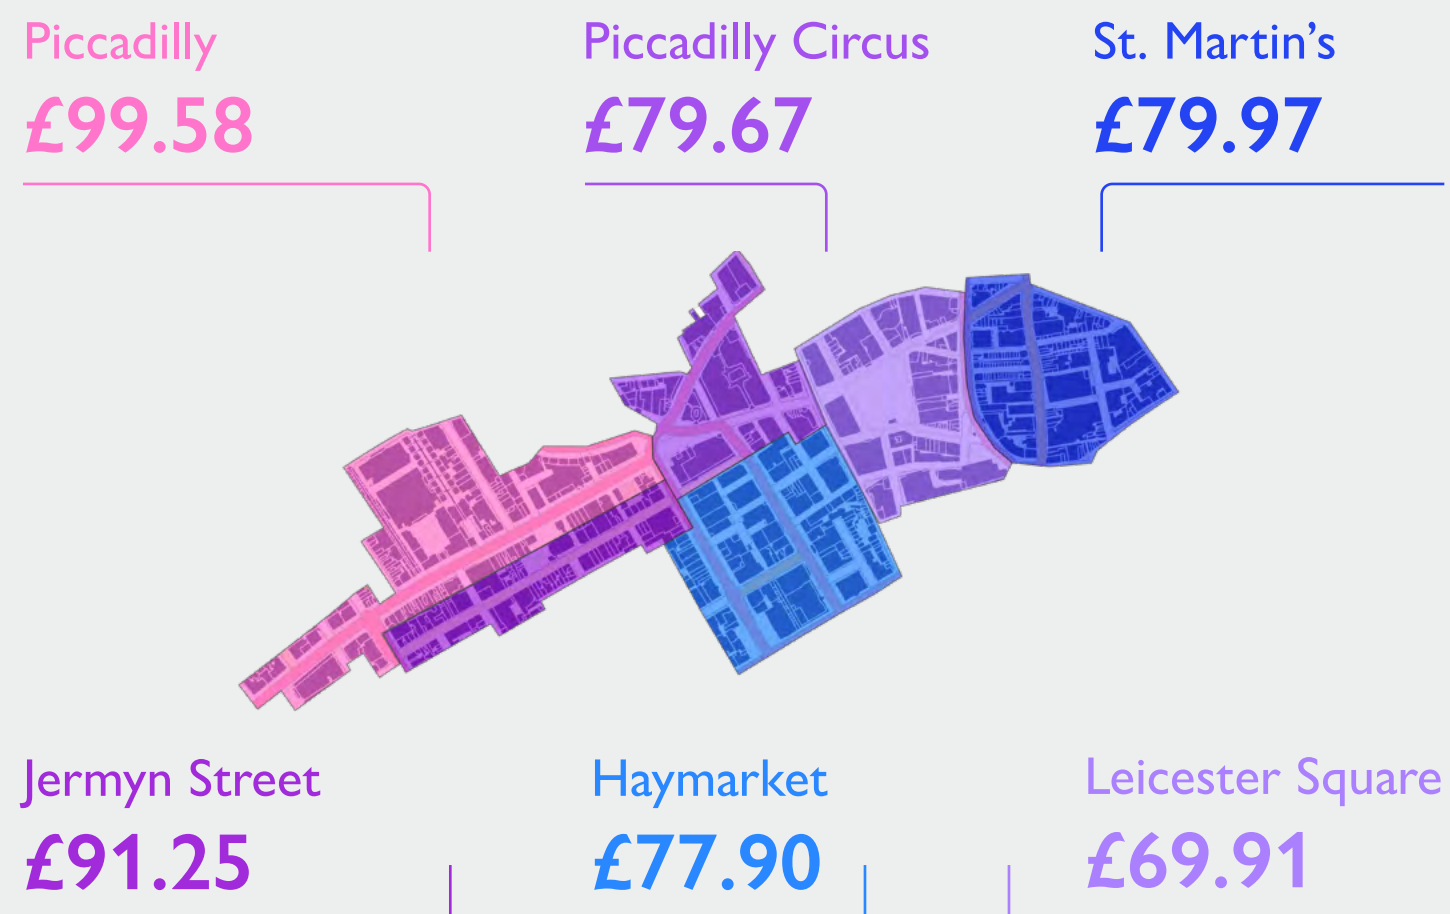 Piccadilly
£99.58
Piccadilly Circus
£79.67
St. Martin’s
£79.97
Jermyn Street
£91.25
Haymarket
£77.90
Leicester Square
£69.91